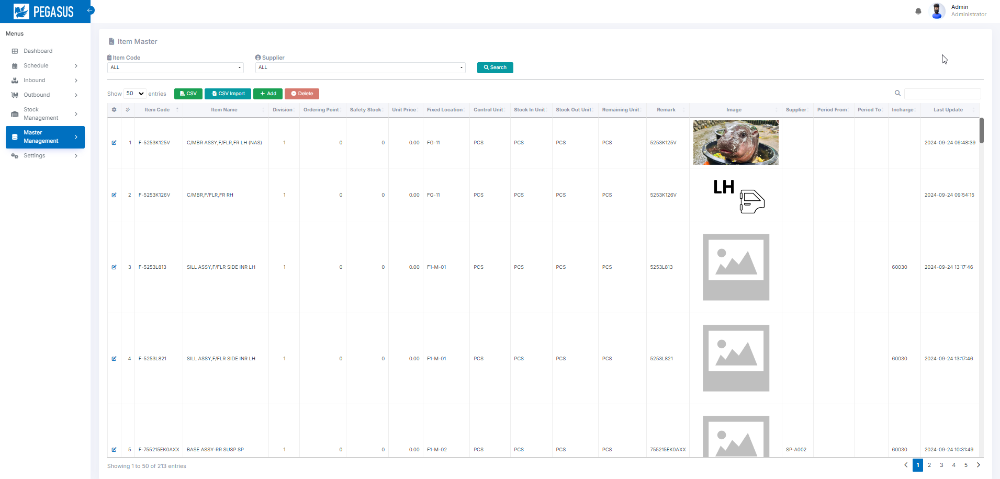 PEGASUS
Admin
Administrator
Menus
Dashboard
Schedule
Inbound
Outbound
Stock
Management
Master
Management
Settings
Item Master
Item Code
Supplier
ALL
ALL
Search
Show 50 entries
CSV
CSV Import
Add
Delete
Item Code Item Name Division Ordering Point Safety Stock Unit Price Fixed Location Control Unit Stock In Unit Stock Out Unit Remaining Unit Remark Image Supplier Period From Period To Incharge Last Update
1 F-5253K125V C/MBR ASSY,F/FLR,FR LH (NAS) 1 0 0 0.00 FG-11 PCS PCS PCS PCS 5253K125V 2024-09-24 09:48:39
LH
2 F-5253K126V C/MBR,F/FLR,FR RH 1 0 0 0.00 FG-11 PCS PCS PCS PCS 5253K126V 2024-09-24 09:54:15
3 F-5253L813 SILL ASSY,F/FLR SIDE INR LH 1 0 0 0.00 F1-M-01 PCS PCS PCS PCS 5253L813 60030 2024-09-24 13:17:46
4 F-5253L821 SILL ASSY,F/FLR SIDE INR LH 1 0 0 0.00 F1-M-01 PCS PCS PCS PCS 5253L821 60030 2024-09-24 13:17:46
5 F-755215EK0AXX BASE ASSY-RR SUSP SP 1 0 0 0.00 F1-M-02 PCS PCS PCS PCS 755215EK0AXX SP-A002 60030 2024-09-24 10:31:49
Showing 1 to 50 of 213 entries
1 2 3 4 5